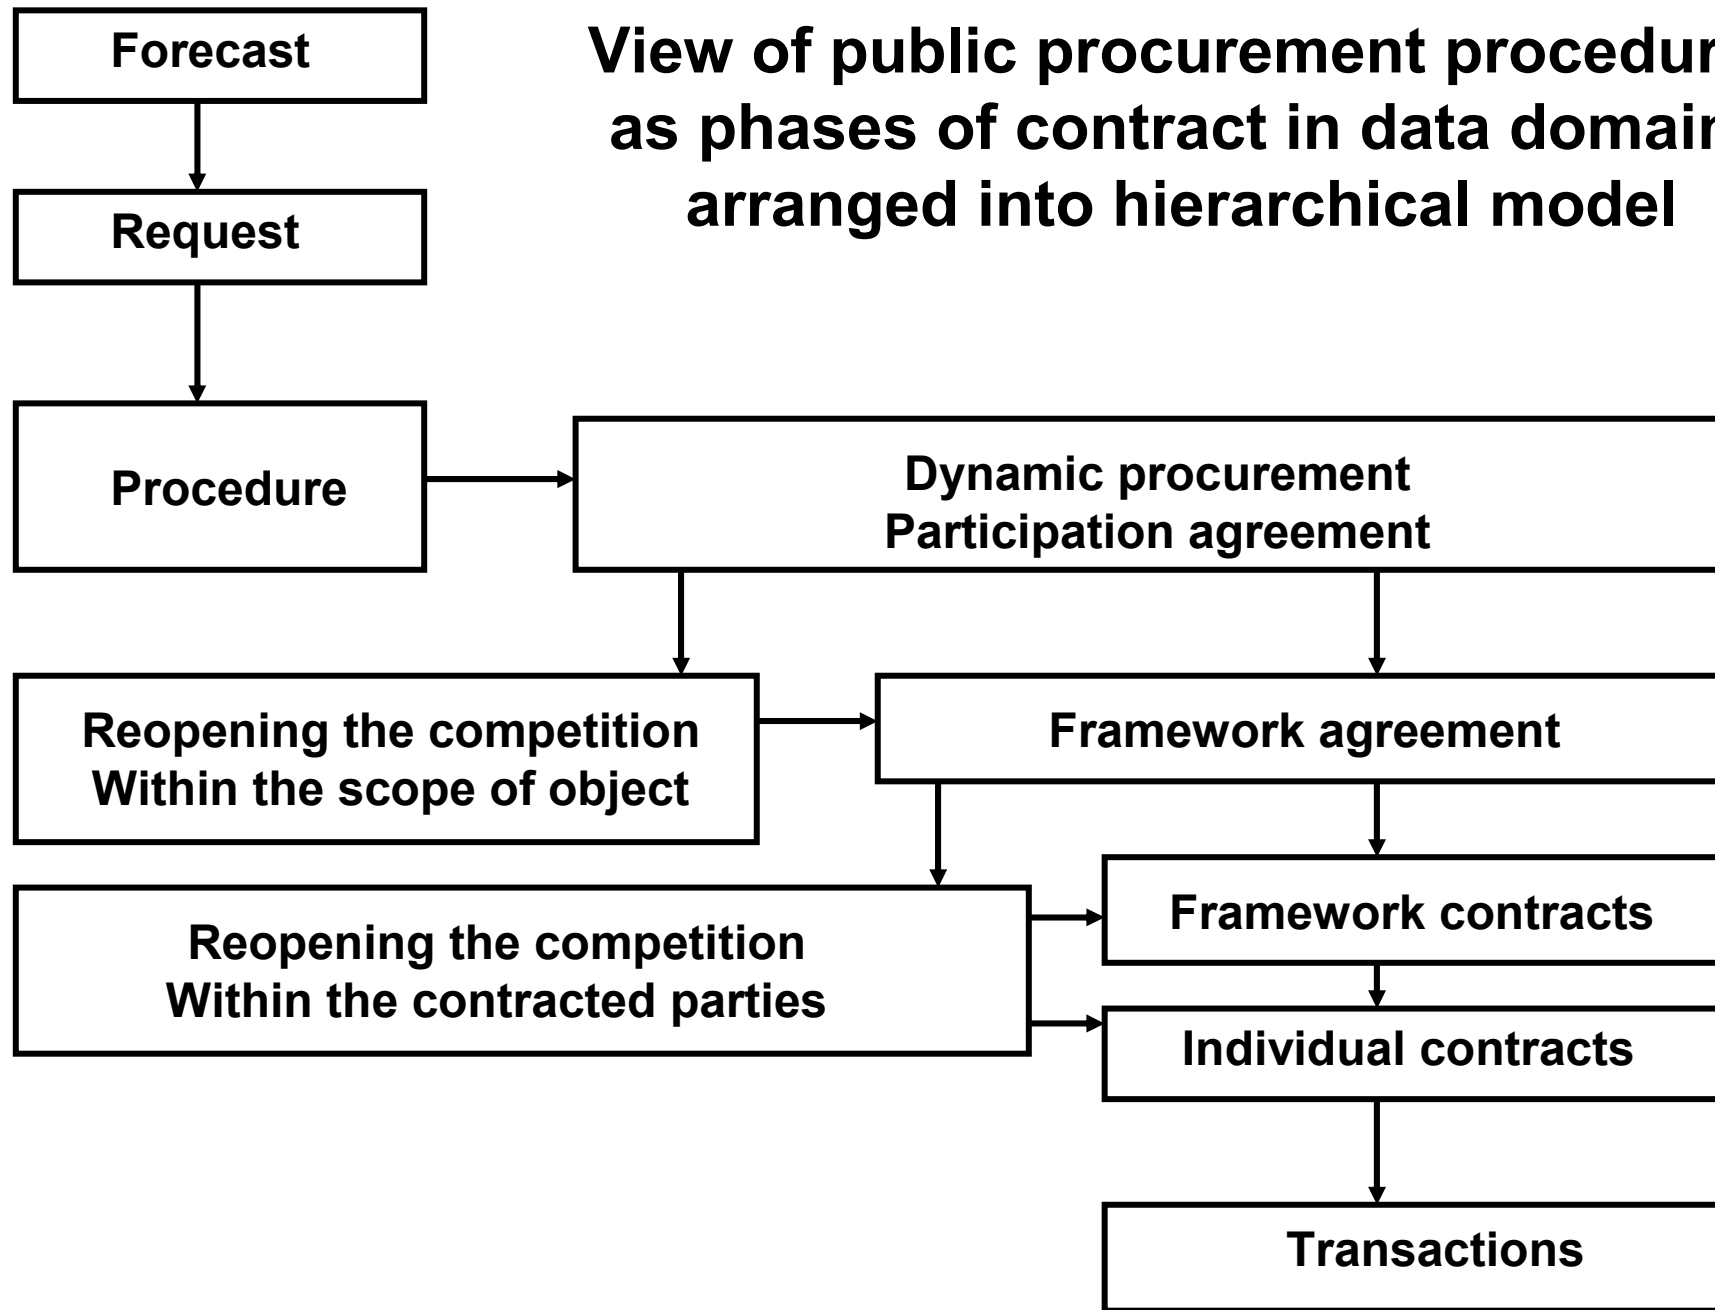 Forecast
View of public procurement procedur
as phases of contract in data domain
arranged into hierarchical model
Request
Procedure
Dynamic procurement
Participation agreement
Reopening the competition
Within the scope of object
Framework agreement
Framework contracts
Reopening the competition
Within the contracted parties
Individual contracts
Transactions